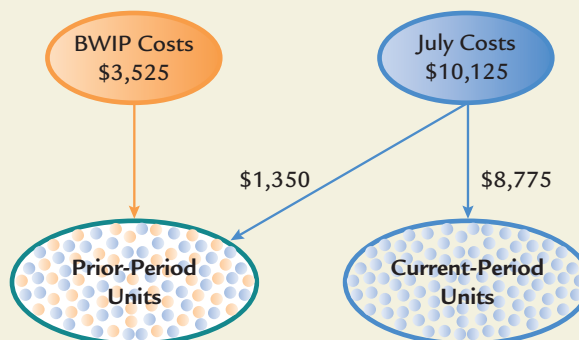 BWIP Costs
$3,525
July Costs
$10,125
$1,350
$8,775
Prior-Period
Units
Current-Period
Units